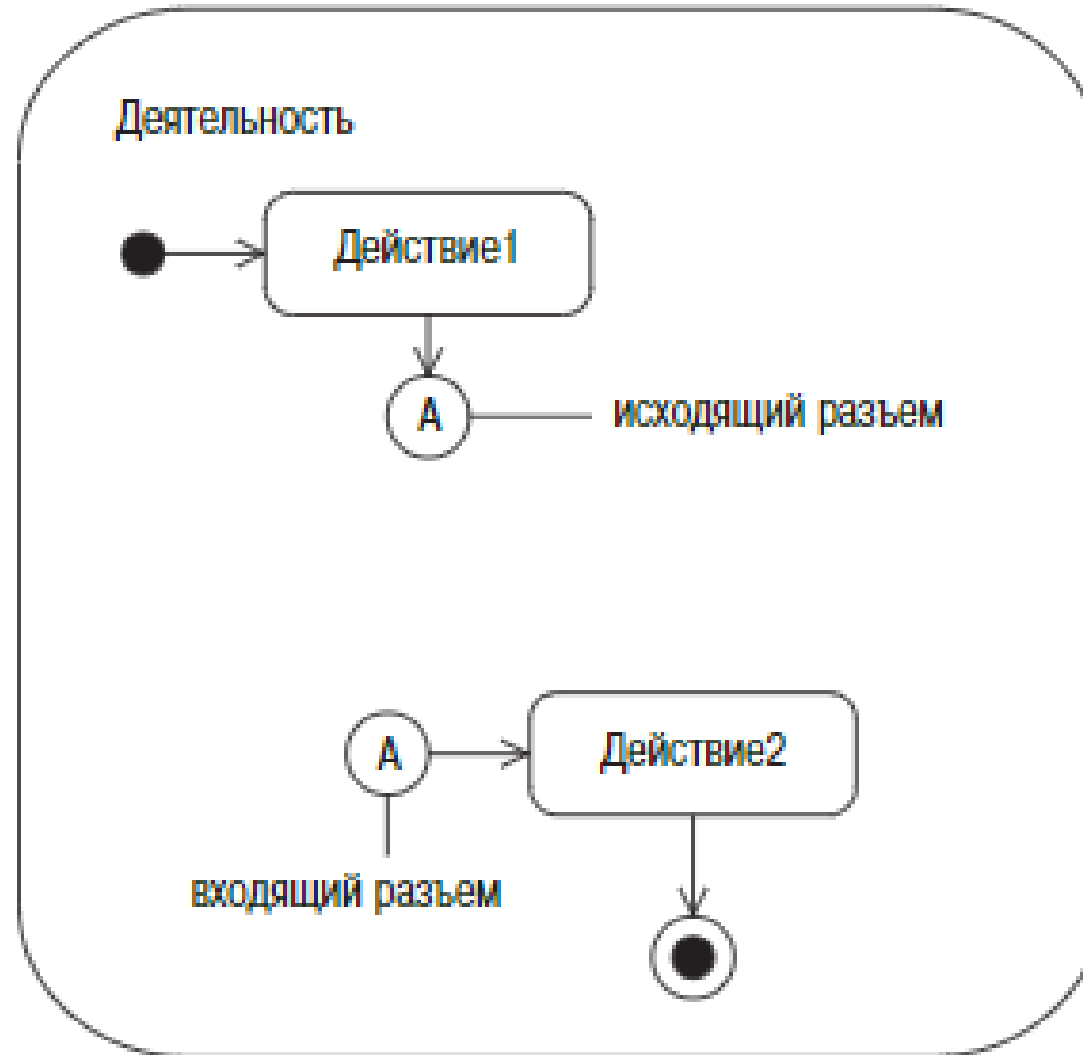 Деятельность
Действие1
А
исходящий разъем
А
Действие2
входящий разъем